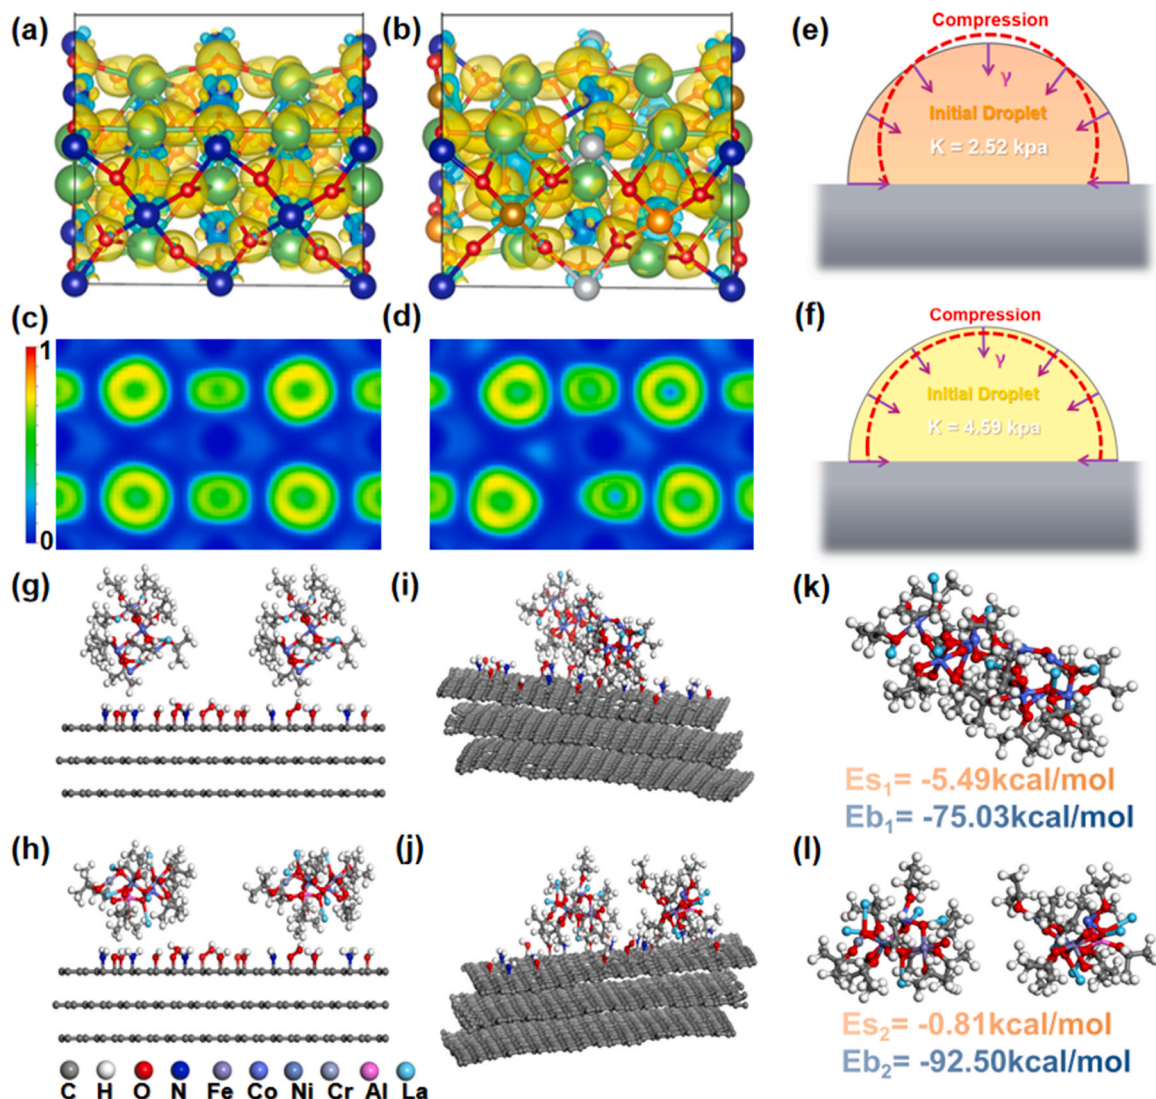 (a)
(b)
(e)
Compression
γ
Initial Droplet
K = 2.52 kpa
(c)
(d)
(f)
1
0
Compression
γ
Initial Droplet
K = 4.59 kpa
(g)
(i)
(k)
Es₁= -5.49kcal/mol
Eb₁= -75.03kcal/mol
(h)
(j)
(l)
Es₂= -0.81kcal/mol
Eb₂= -92.50kcal/mol
C H O N Fe Co Ni Cr Al La